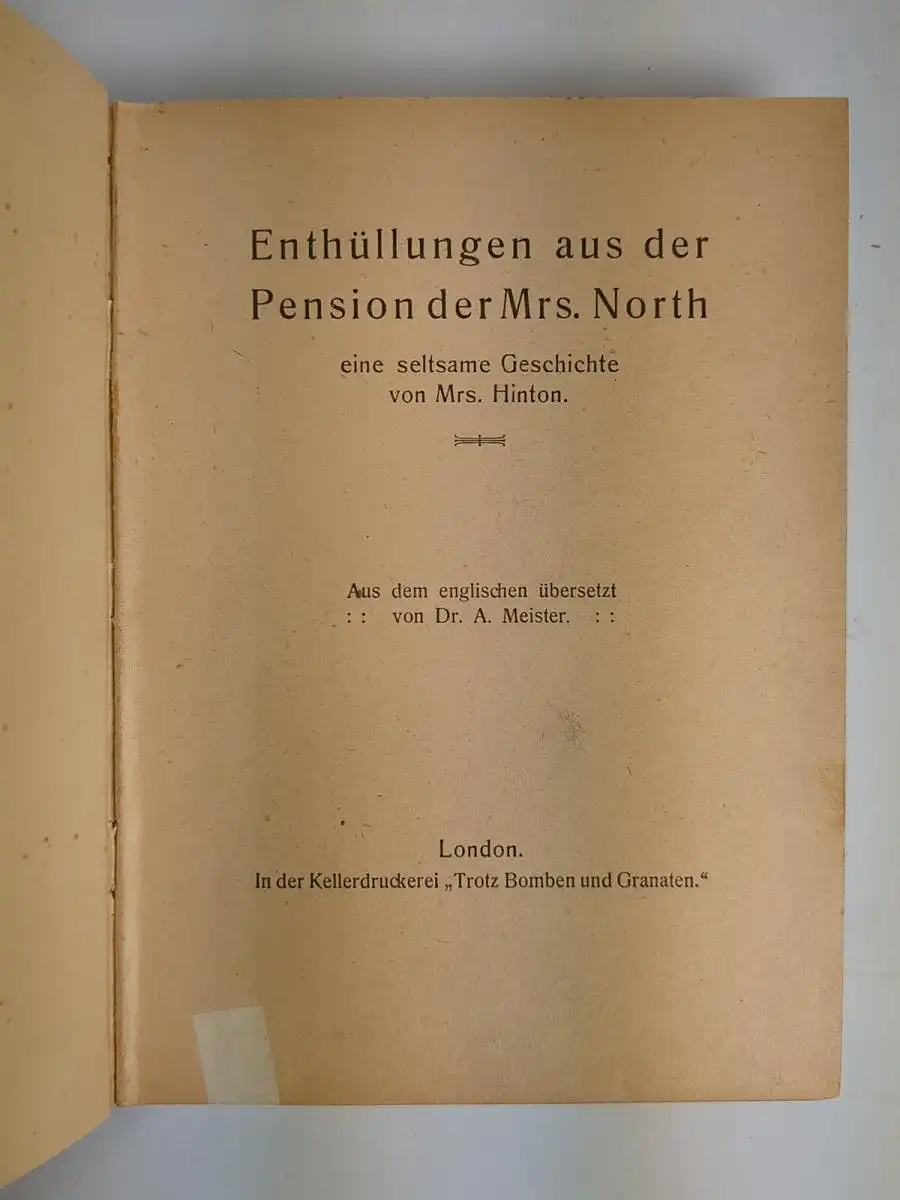 Enthüllungen aus der
Pension der Mrs. North
eine seltsame Geschichte
von Mrs. Hinton.
Aus dem englischen übersetzt
: : von Dr. A. Meister. : :
London.
In der Kellerdruckerei „Trotz Bomben und Granaten.“